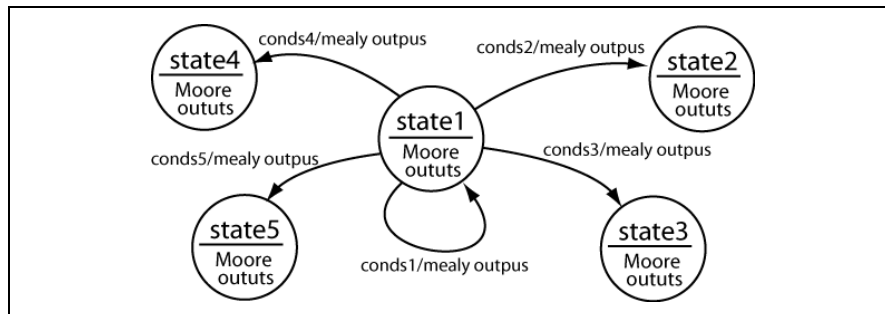 conds4/mealy outpus
conds2/mealy outpus
state4
Moore
oututs
state2
Moore
oututs
state1
Moore
oututs
conds5/mealy outpus
conds3/mealy outpus
state5
Moore
oututs
state3
Moore
oututs
conds1/mealy outpus